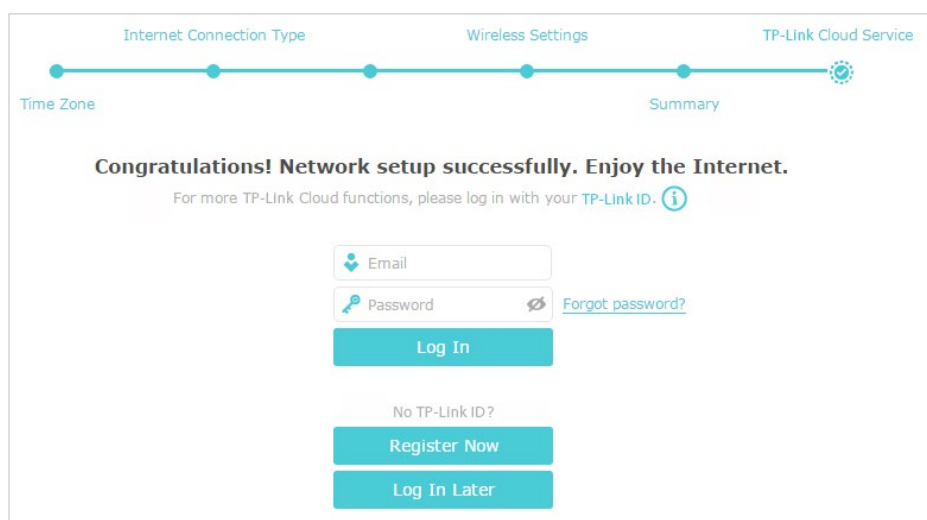 Internet Connection Type Wireless Settings TP-Link Cloud Service
Time Zone Summary
Congratulations! Network setup successfully. Enjoy the Internet.
For more TP-Link Cloud functions, please log in with your TP-Link ID.
Email
Password Forgot password?
Log In
No TP-Link ID?
Register Now
Log In Later